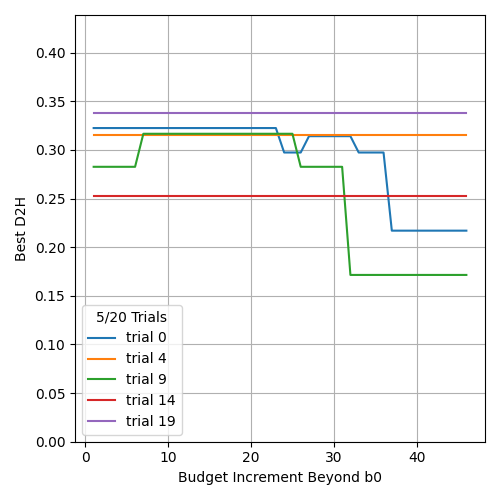 0.40
0.35
0.30
0.25
0.20
0.15
0.10
0.05
0.00
Best D2H
5/20 Trials
trial 0
trial 4
trial 9
trial 14
trial 19
0 10 20 30 40
Budget Increment Beyond b0